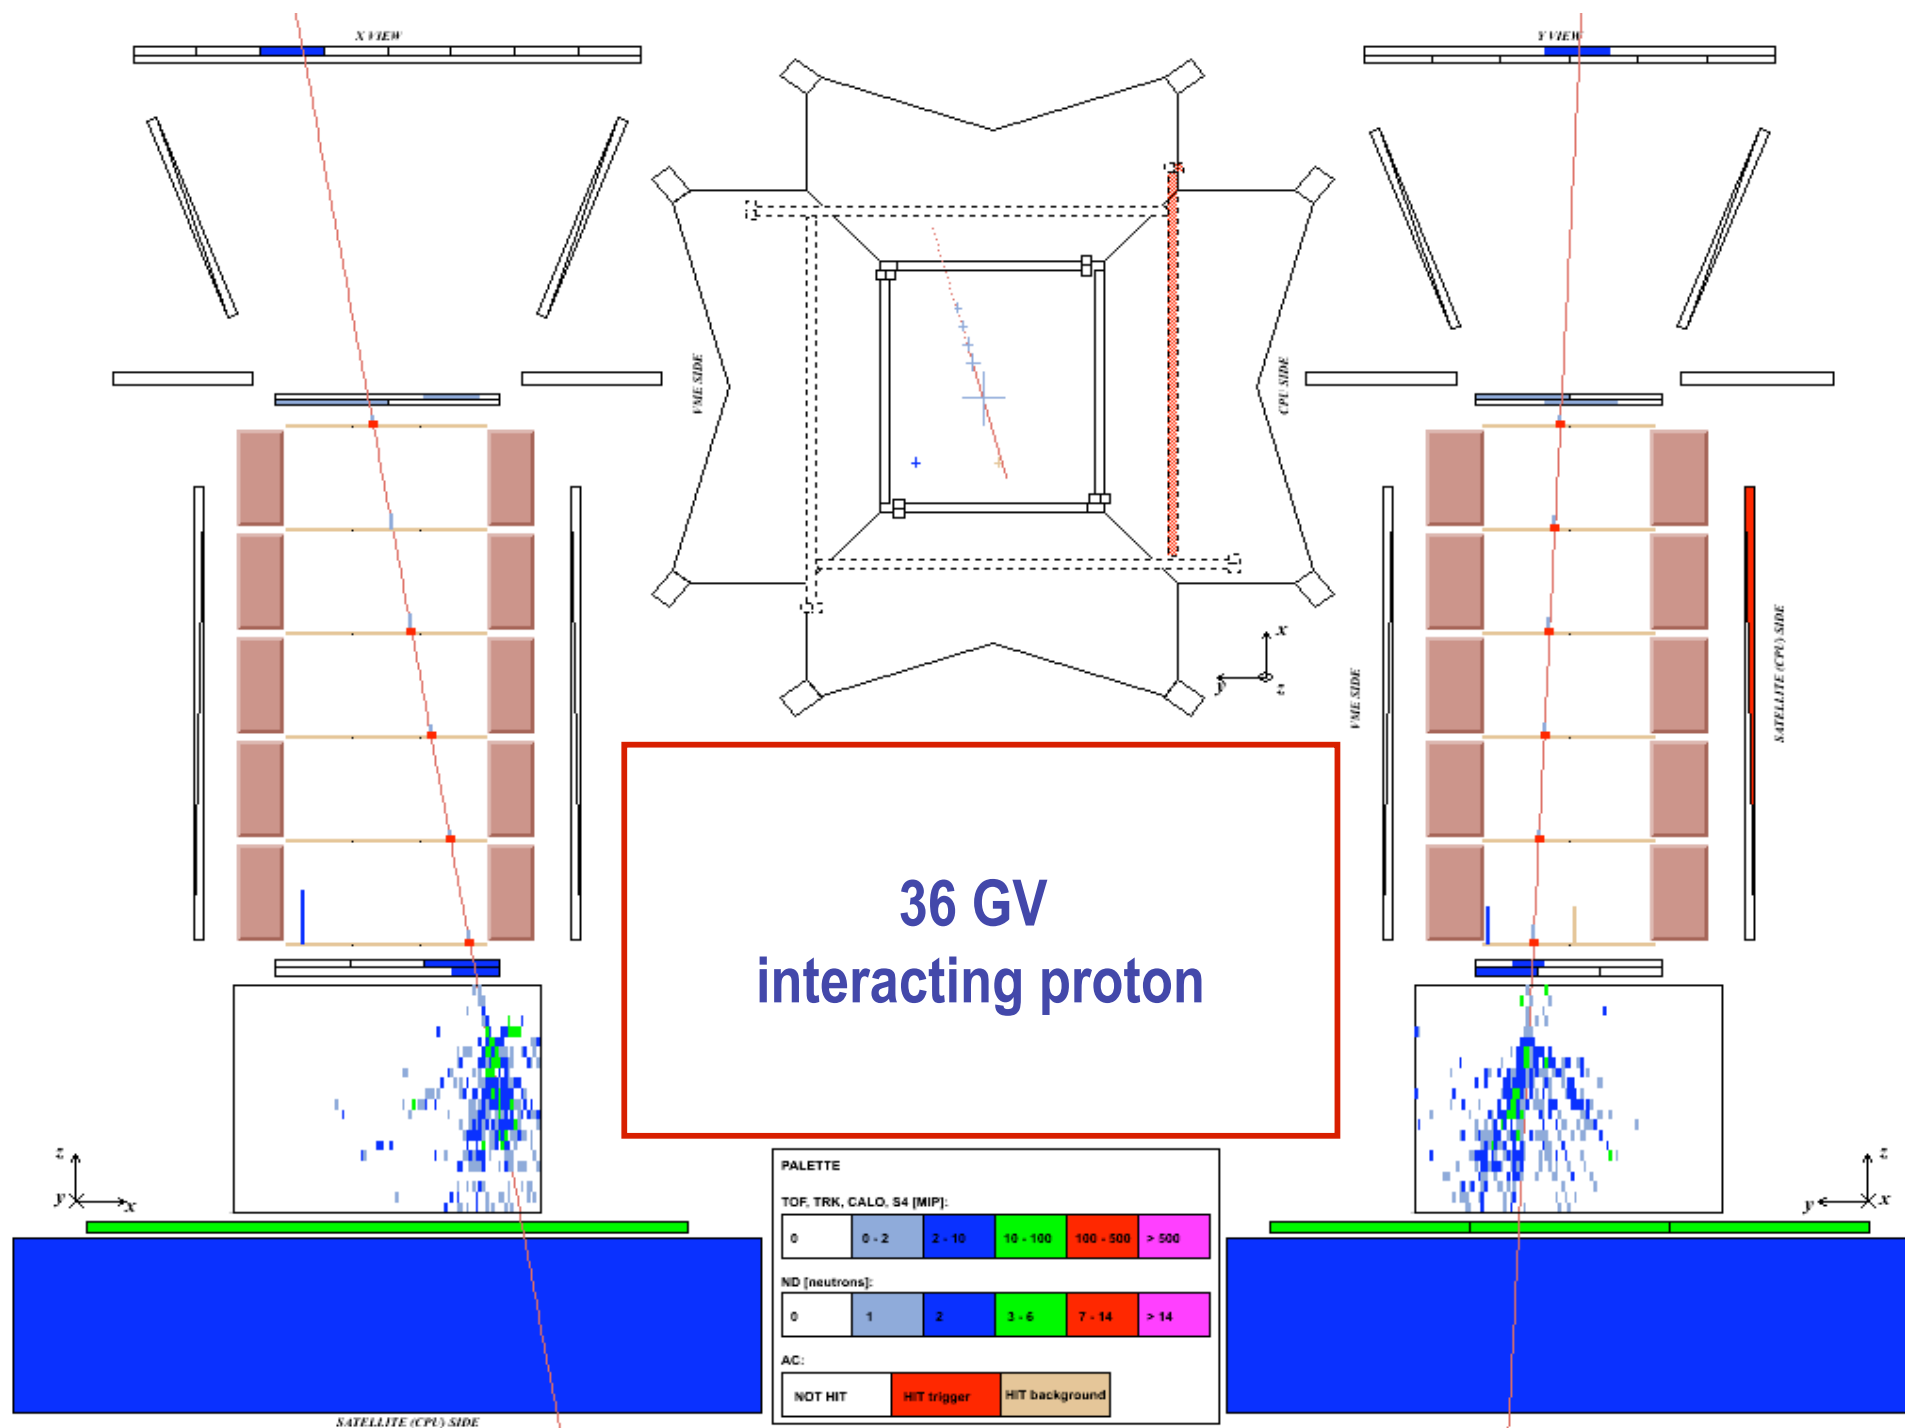 X VIEW
Y VIEW
VME SIDE
CPU SIDE
x
y
z
VME SIDE
SATELLITE (CPU) SIDE
36 GV
interacting proton
z
y
x
z
y
x
PALETTE
TOF, TRK, CALO, S4 [MIP]:
0 0 - 2 2 - 10 10 - 100 100 - 500 > 500
ND [neutrons]:
0 1 2 3 - 6 7 - 14 > 14
AC:
NOT HIT HIT trigger HIT background
SATELLITE (CPU) SIDE